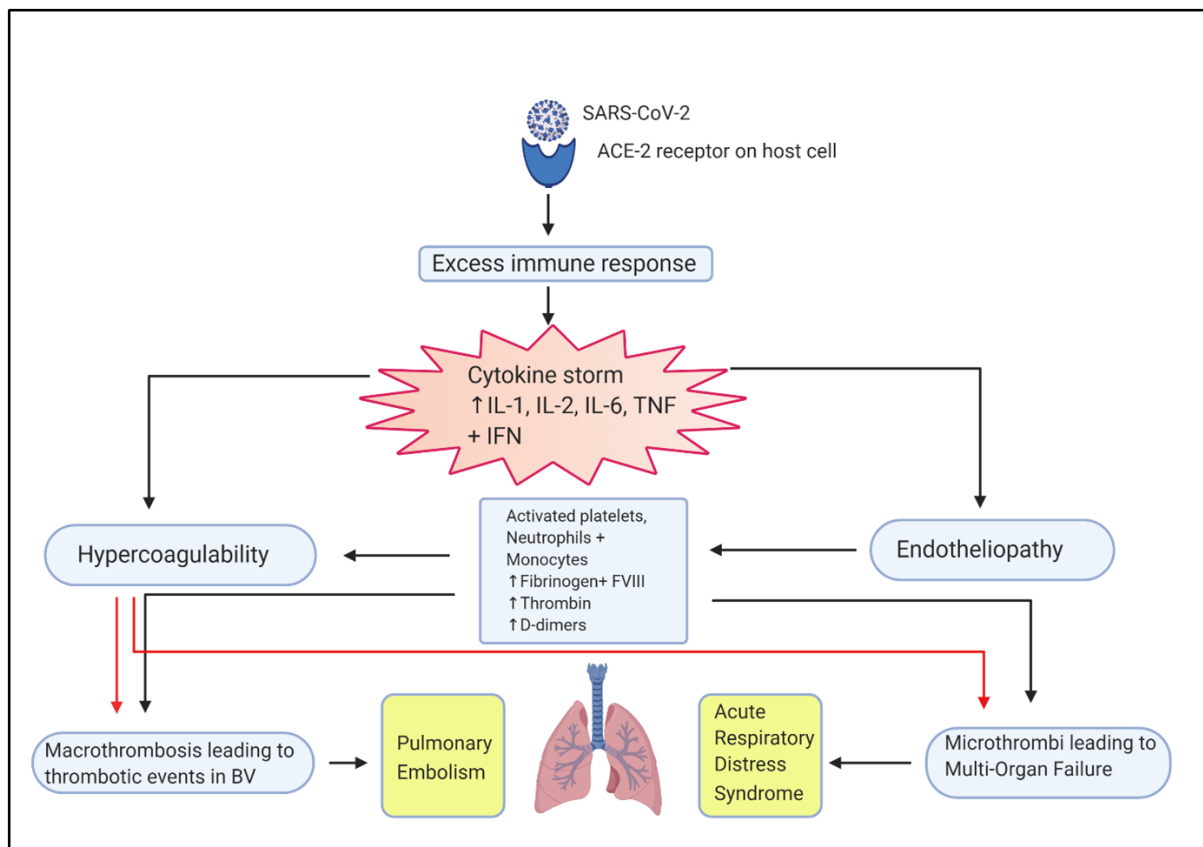 SARS-CoV-2
ACE-2 receptor on host cell
Excess immune response
Cytokine storm
↑IL-1, IL-2, IL-6, TNF
+ IFN
Hypercoagulability
Activated platelets,
Neutrophils +
Monocytes
↑Fibrinogen+ FVIII
↑Thrombin
↑D-dimers
Endotheliopathy
Macrothrombosis leading to
thrombotic events in BV
Pulmonary
Embolism
Acute
Respiratory
Distress
Syndrome
Microthrombi leading to
Multi-Organ Failure